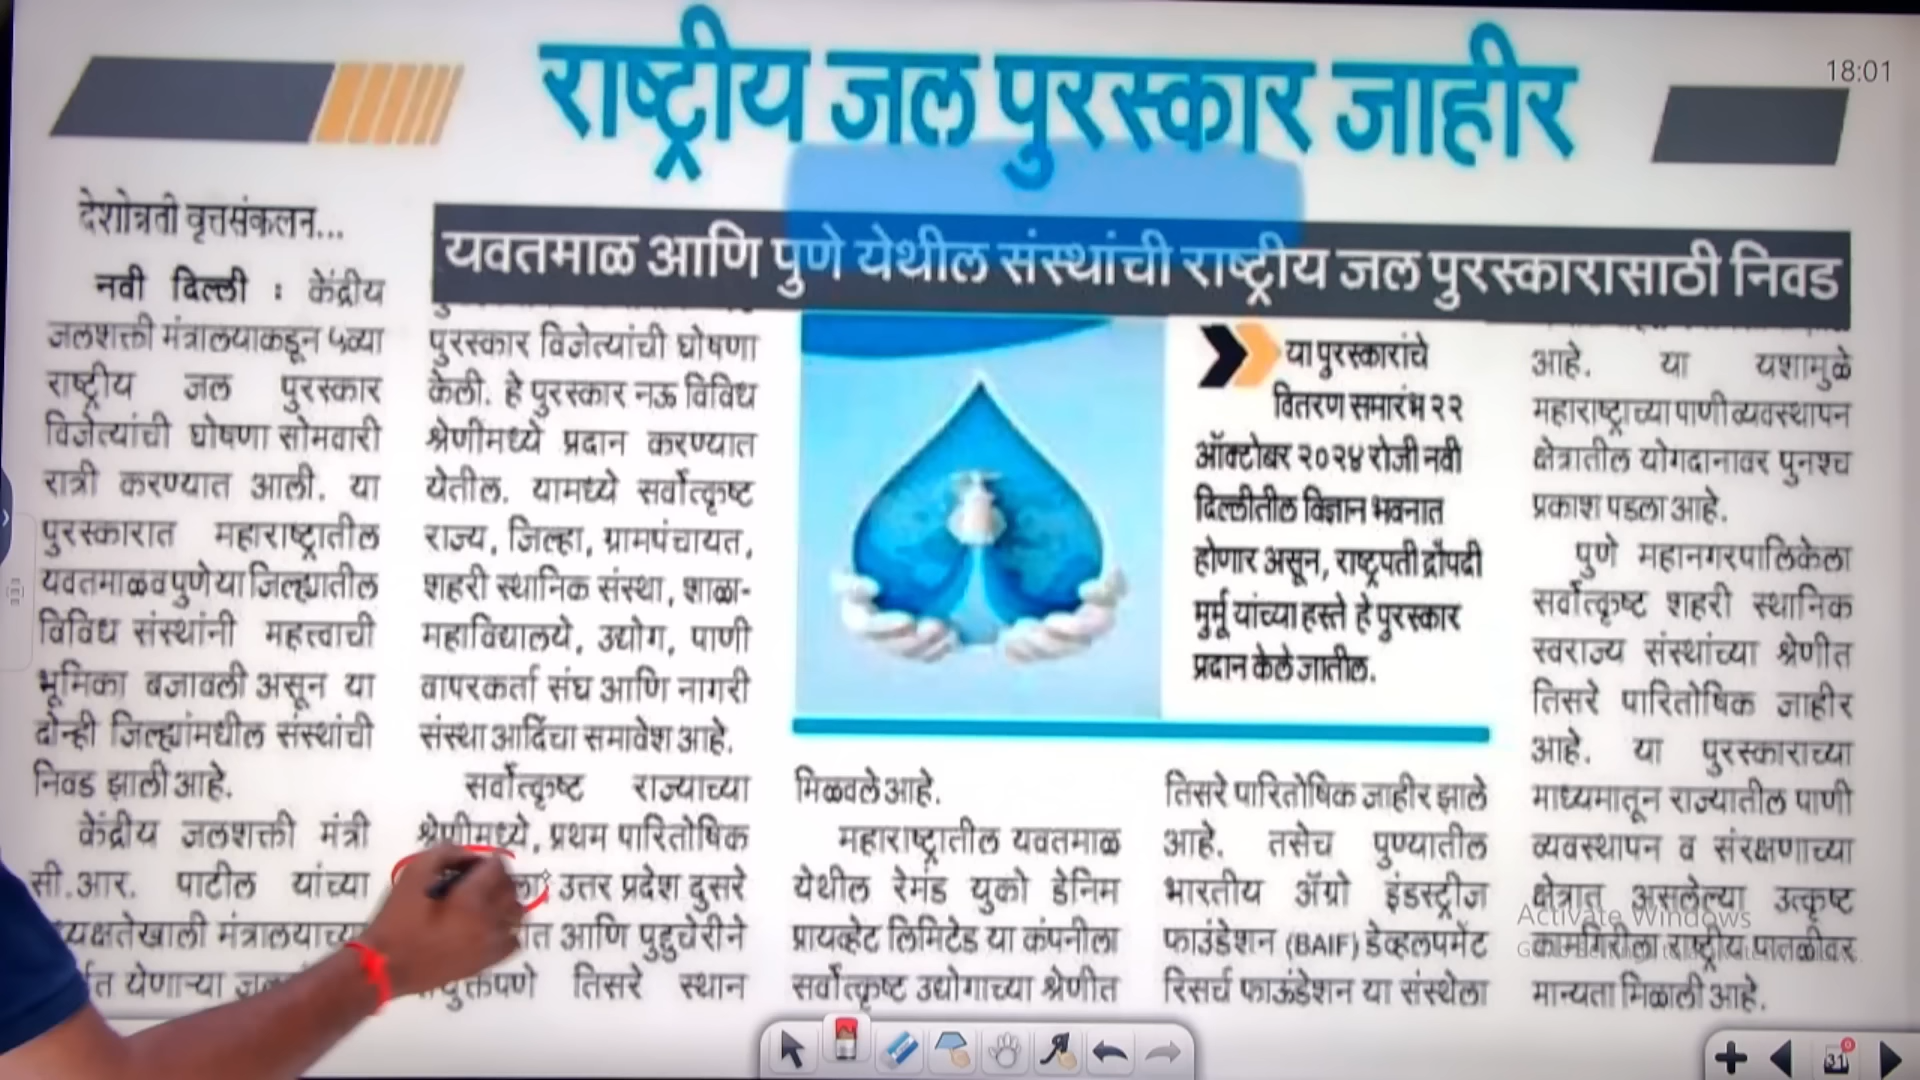 राष्ट्रीय जल पुरस्कार जाहीर
18:01
यवतमाळ आणि पुणे येथील संस्थांची राष्ट्रीय जल पुरस्कारासाठी निवड
देशोन्नती वृत्तसंकलन...
नवी दिल्ली : केंद्रीय
जलशक्ती मंत्रालयाकडून ५व्या
राष्ट्रीय जल पुरस्कार
विजेत्यांची घोषणा सोमवारी
रात्री करण्यात आली. या
पुरस्कारात महाराष्ट्रातील
यवतमाळ व पुणे या जिल्ह्यातील
विविध संस्थांनी महत्त्वाची
भूमिका बजावली असून या
दोन्ही जिल्ह्यांमधील संस्थांची
निवड झाली आहे.
केंद्रीय जलशक्ती मंत्री
सी.आर. पाटील यांच्या
मंत्रालयाच्या
येणाऱ्या
पुरस्कार विजेत्यांची घोषणा
केली. हे पुरस्कार नऊ विविध
श्रेणीमध्ये प्रदान करण्यात
येतील. यामध्ये सर्वोत्कृष्ट
राज्य, जिल्हा, ग्रामपंचायत,
शहरी स्थानिक संस्था, शाळा-
महाविद्यालये, उद्योग, पाणी
वापरकर्ता संघ आणि नागरी
संस्था आदिंचा समावेश आहे.
सर्वोत्कृष्ट राज्याच्या
श्रेणीमध्ये, प्रथम पारितोषिक
उत्तर प्रदेश दुसरे
आणि पुद्दुचेरीने
तिसरे स्थान
मिळवले आहे.
महाराष्ट्रातील यवतमाळ
येथील रेमंड युको डेनिम
प्रायव्हेट लिमिटेड या कंपनीला
सर्वोत्कृष्ट उद्योगाच्या श्रेणीत
या पुरस्कारांचे
वितरण समारंभ २२
ऑक्टोबर २०२४ रोजी नवी
दिल्लीतील विज्ञान भवनात
होणार असून, राष्ट्रपती द्रौपदी
मुर्मू यांच्या हस्ते हे पुरस्कार
प्रदान केले जातील.
तिसरे पारितोषिक जाहीर झाले
आहे. तसेच पुण्यातील
भारतीय ॲग्रो इंडस्ट्रीज
फाउंडेशन (BAIF) डेव्हलपमेंट
रिसर्च फाऊंडेशन या संस्थेला
आहे. या यशामुळे
महाराष्ट्राच्या पाणी व्यवस्थापन
क्षेत्रातील योगदानावर पुनश्च
प्रकाश पडला आहे.
पुणे महानगरपालिकेला
सर्वोत्कृष्ट शहरी स्थानिक
स्वराज्य संस्थांच्या श्रेणीत
तिसरे पारितोषिक जाहीर
आहे. या पुरस्काराच्या
माध्यमातून राज्यातील पाणी
व्यवस्थापन व संरक्षणाच्या
क्षेत्रात असलेल्या उत्कृष्ट
कामगिरीला राष्ट्रीय पातळीवर
मान्यता मिळाली आहे.
Activate Windows
31